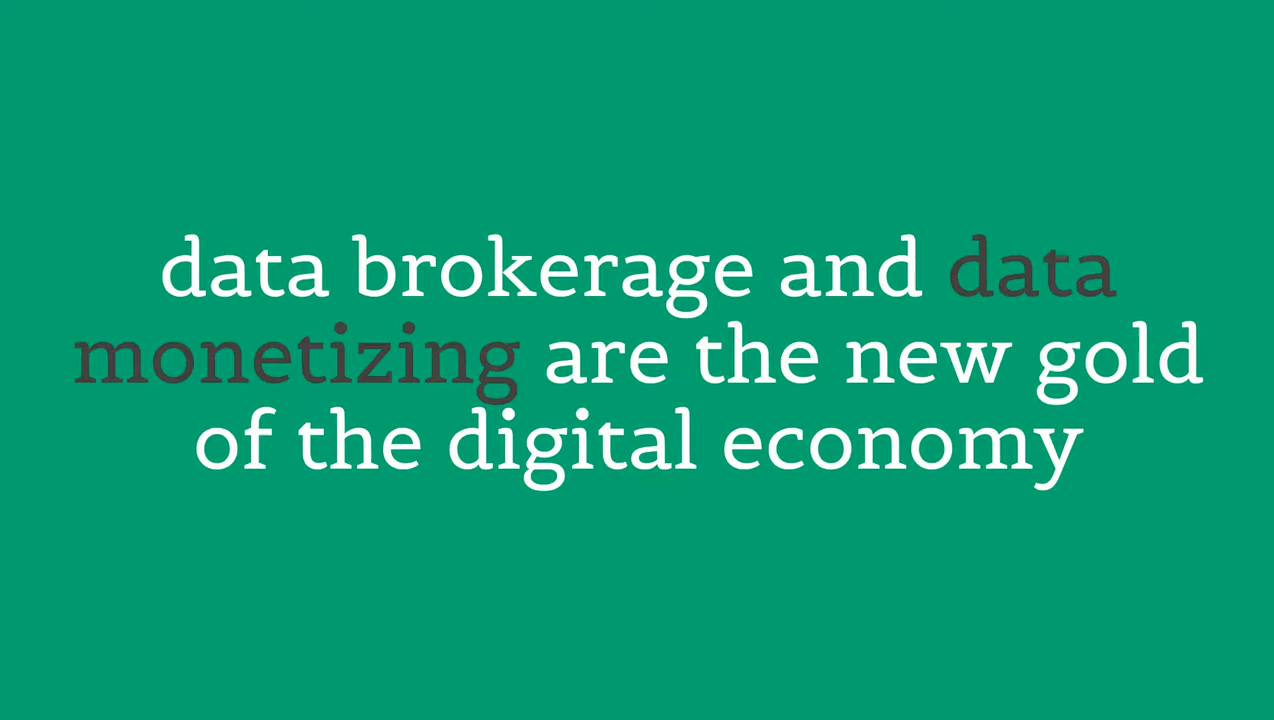 data brokerage and data
monetizing are the new gold
of the digital economy